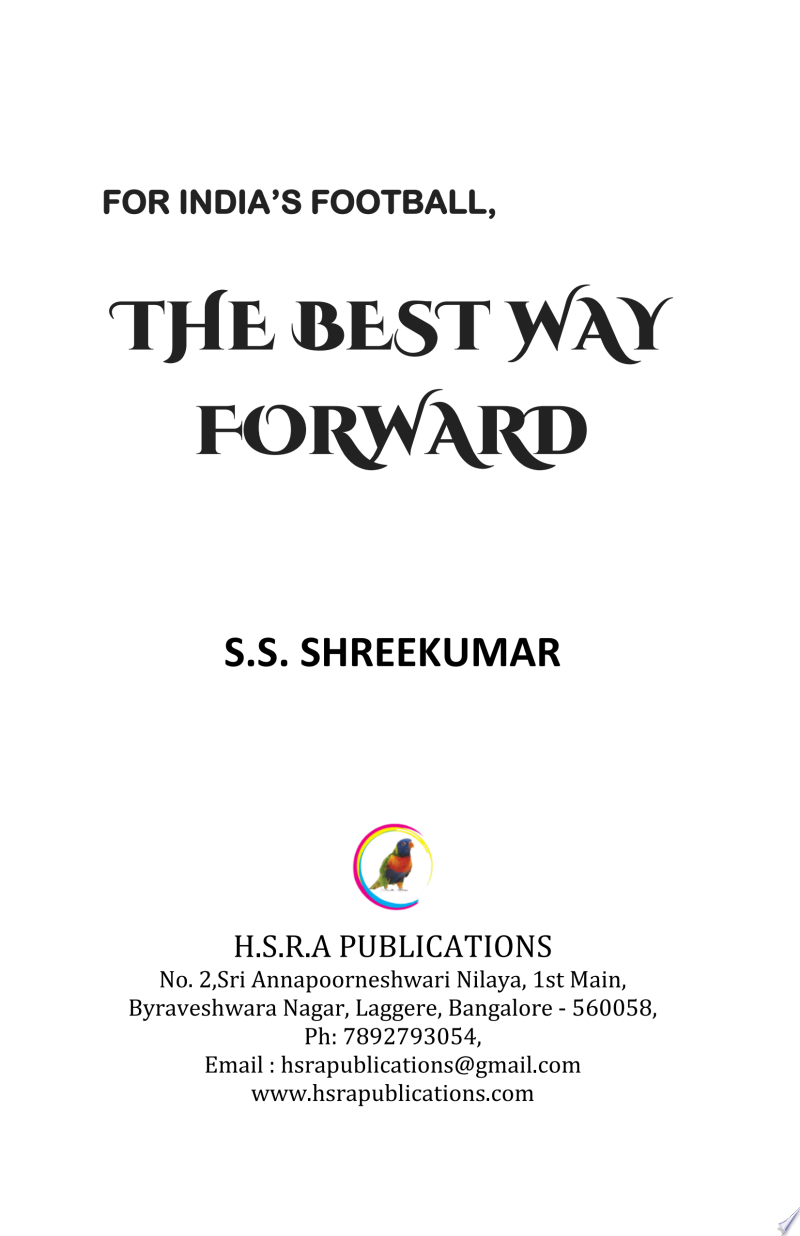 FOR INDIA’S FOOTBALL,
THE BEST WAY
FORWARD
S.S. SHREEKUMAR
H.S.R.A PUBLICATIONS
No. 2,Sri Annapoorneshwari Nilaya, 1st Main,
Byraveshwara Nagar, Laggere, Bangalore - 560058,
Ph: 7892793054,
Email : hsrapublications@gmail.com
www.hsrapublications.com